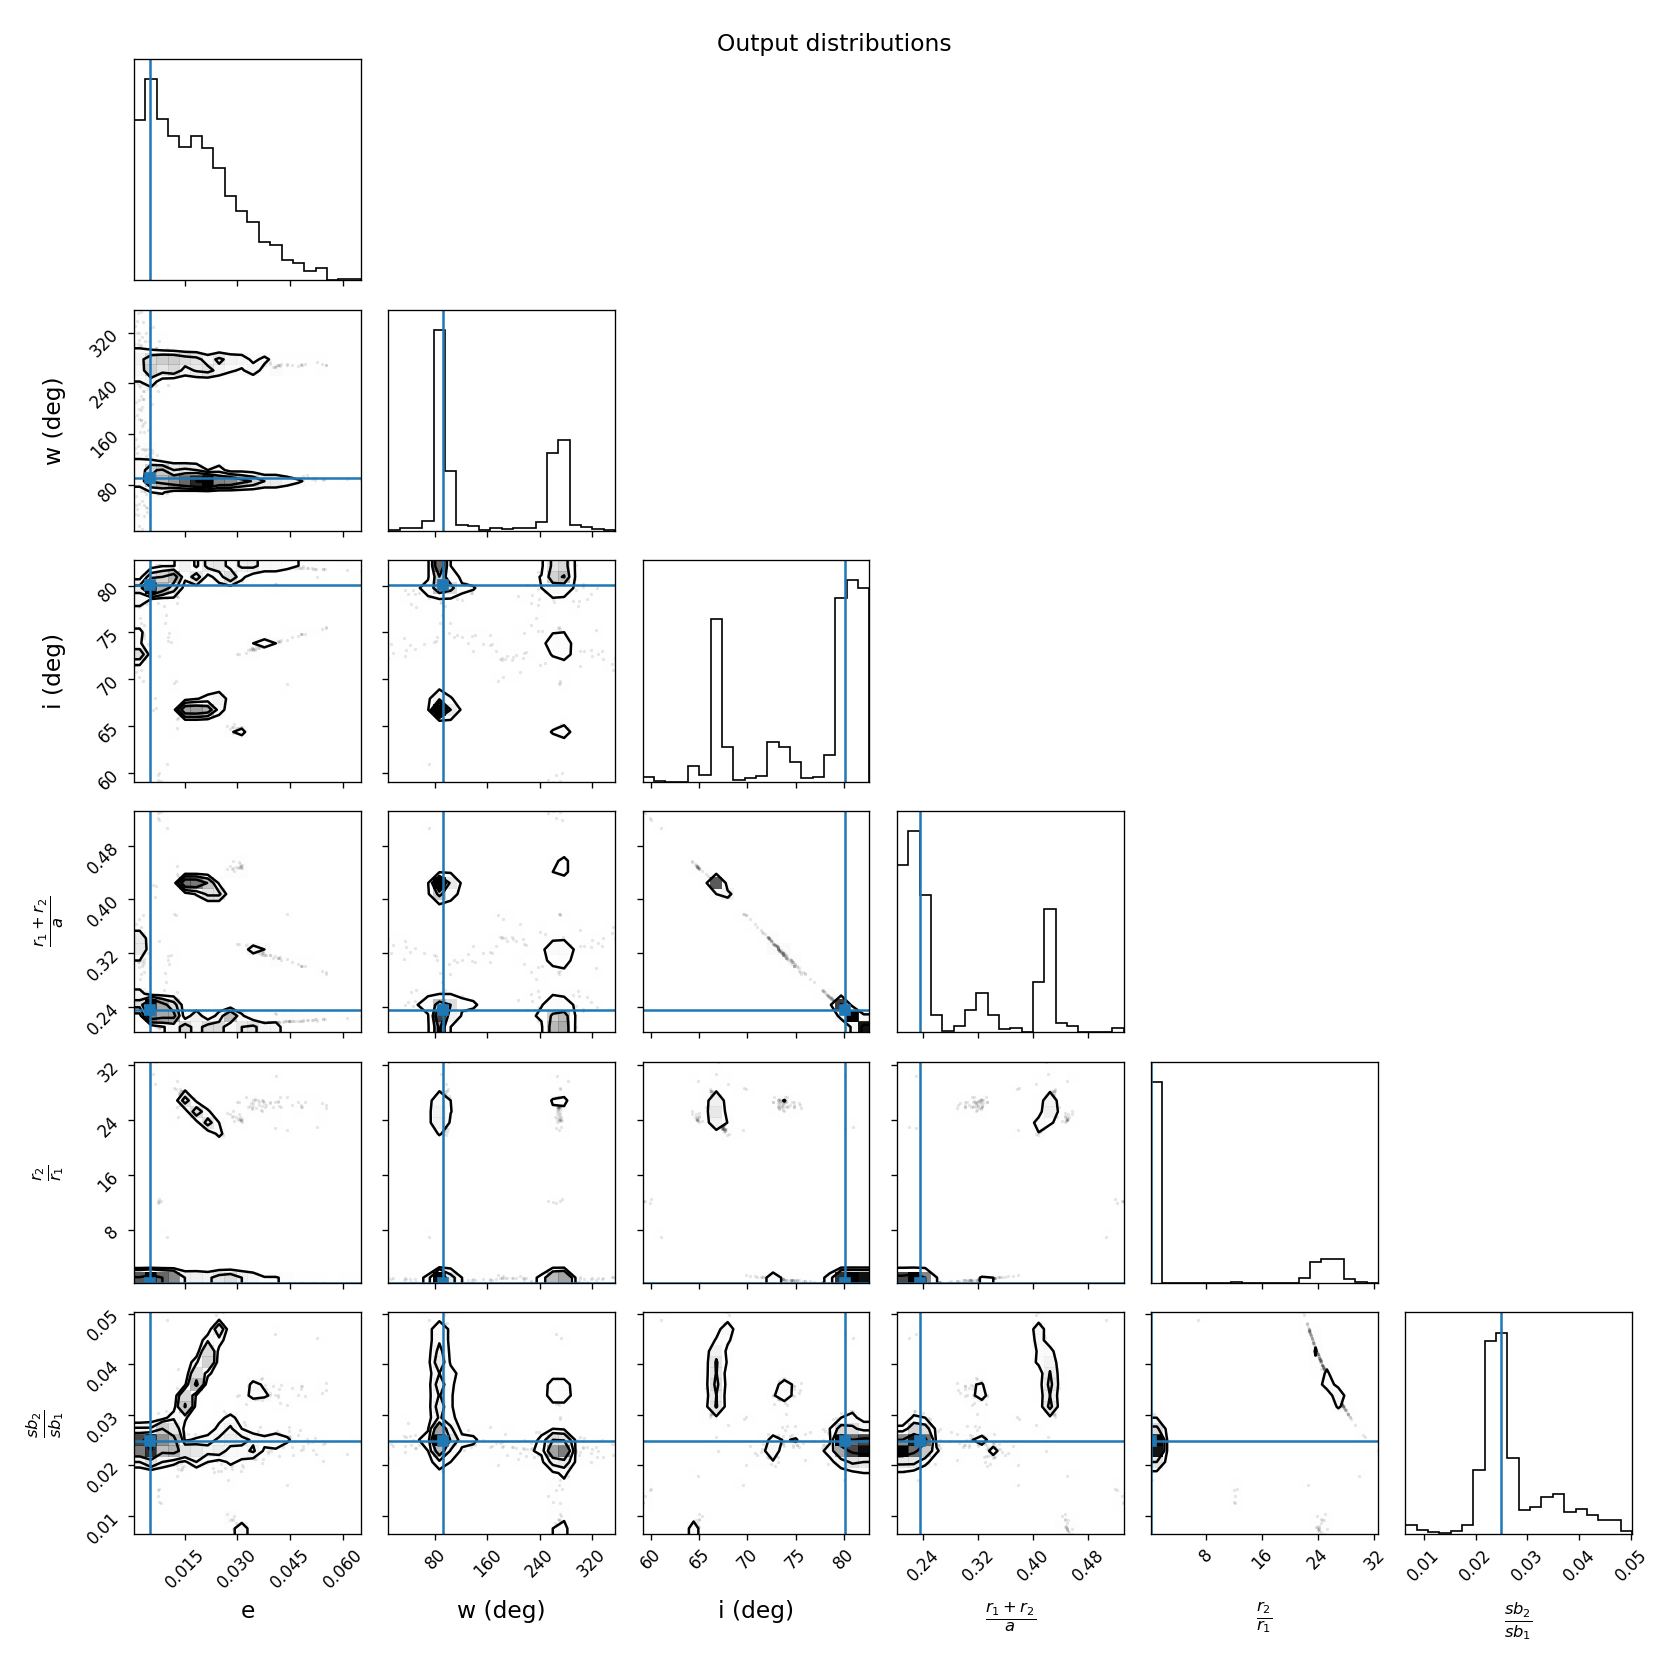 Output distributions
w (deg)
320
240
160
80
i (deg)
80
75
70
65
60
r₁ + r₂
a
0.48
0.40
0.32
0.24
r₂
r₁
32
24
16
8
sb₂
sb₁
0.05
0.04
0.03
0.02
0.01
0.015 0.030 0.045 0.060 80 160 240 320 60 65 70 75 80 0.24 0.32 0.40 0.48 8 16 24 32 0.01 0.02 0.03 0.04 0.05
e w (deg) i (deg) r₁ + r₂ r₂ sb₂
a r₁ sb₁